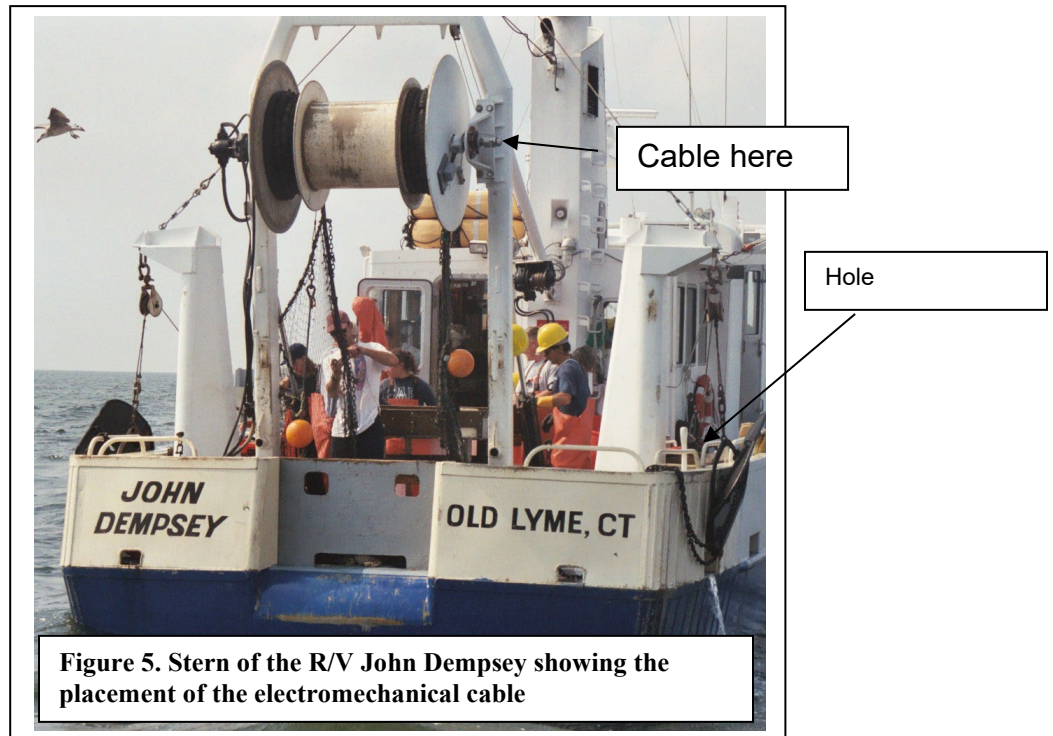 Cable here
Hole
JOHN
DEMPSEY
OLD LYME, CT
Figure 5. Stern of the R/V John Dempsey showing the
placement of the electromechanical cable